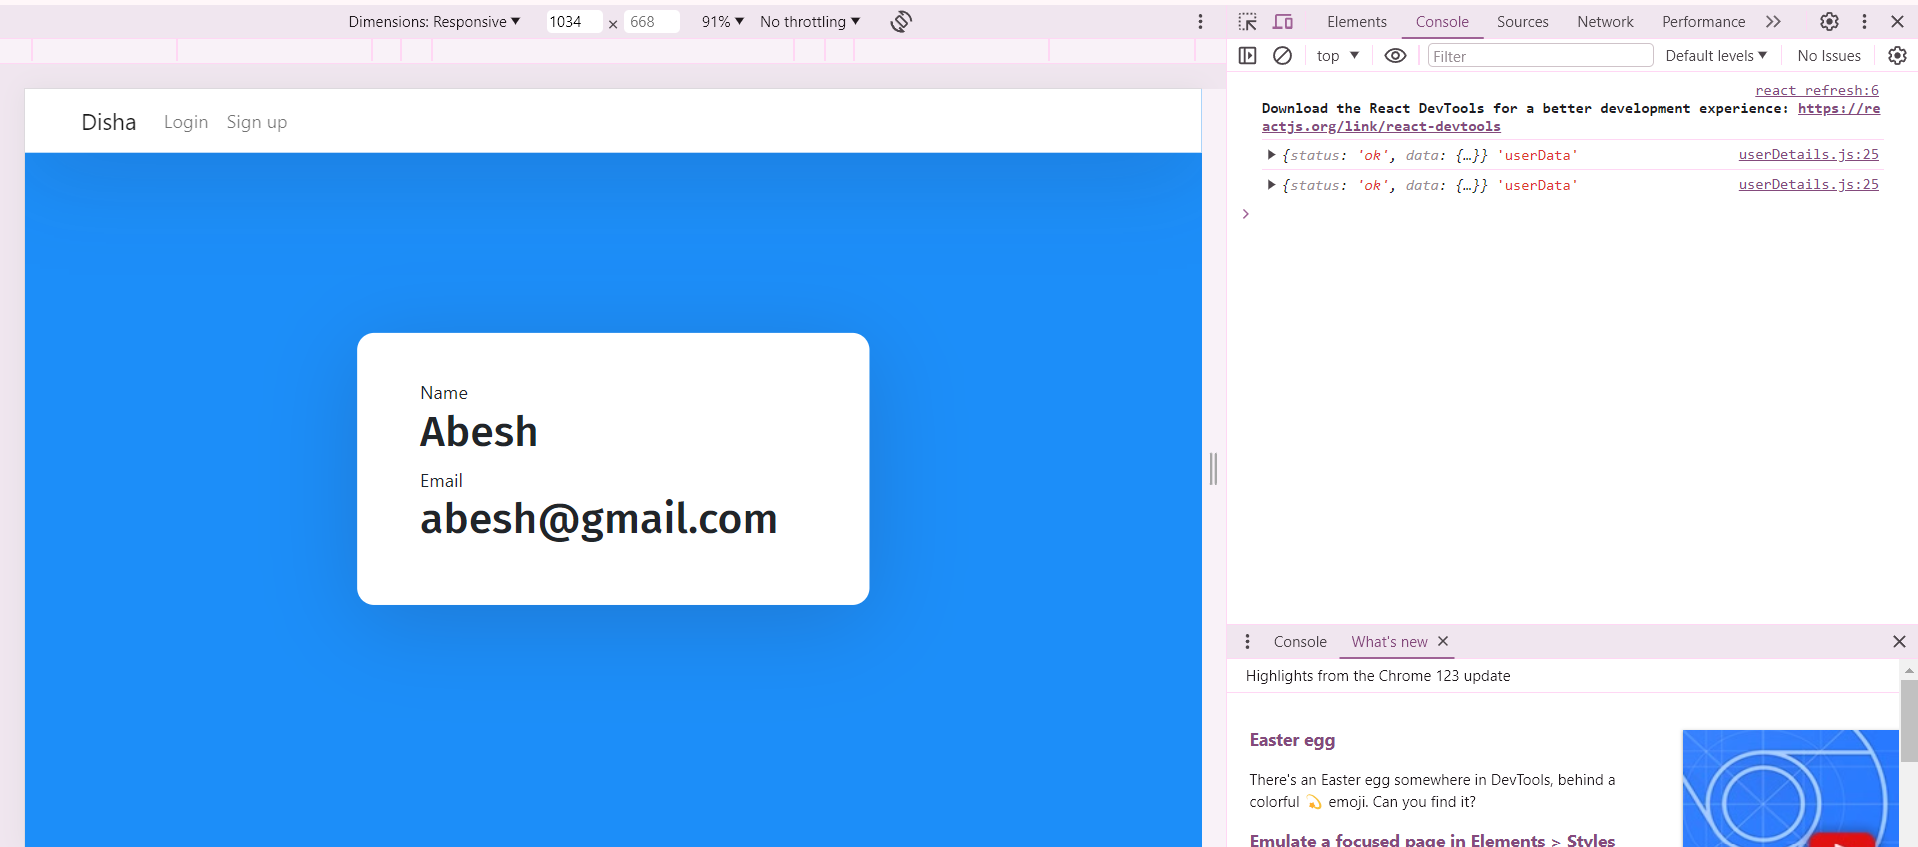 Dimensions: Responsive ▼ 1034 × 668 91% ▼ No throttling ▼
Elements Console Sources Network Performance
top ▼ Filter Default levels ▼ No Issues
Disha Login Sign up
Name
Abesh
Email
abesh@gmail.com
react refresh:6
Download the React DevTools for a better development experience: https://re
actjs.org/link/react-devtools
▶ {status: 'ok', data: {…}} 'userData' userDetails.js:25
▶ {status: 'ok', data: {…}} 'userData' userDetails.js:25
Console What's new
Highlights from the Chrome 123 update
Easter egg
There's an Easter egg somewhere in DevTools, behind a
colorful 💫 emoji. Can you find it?
Emulate a focused page in Elements > Styles